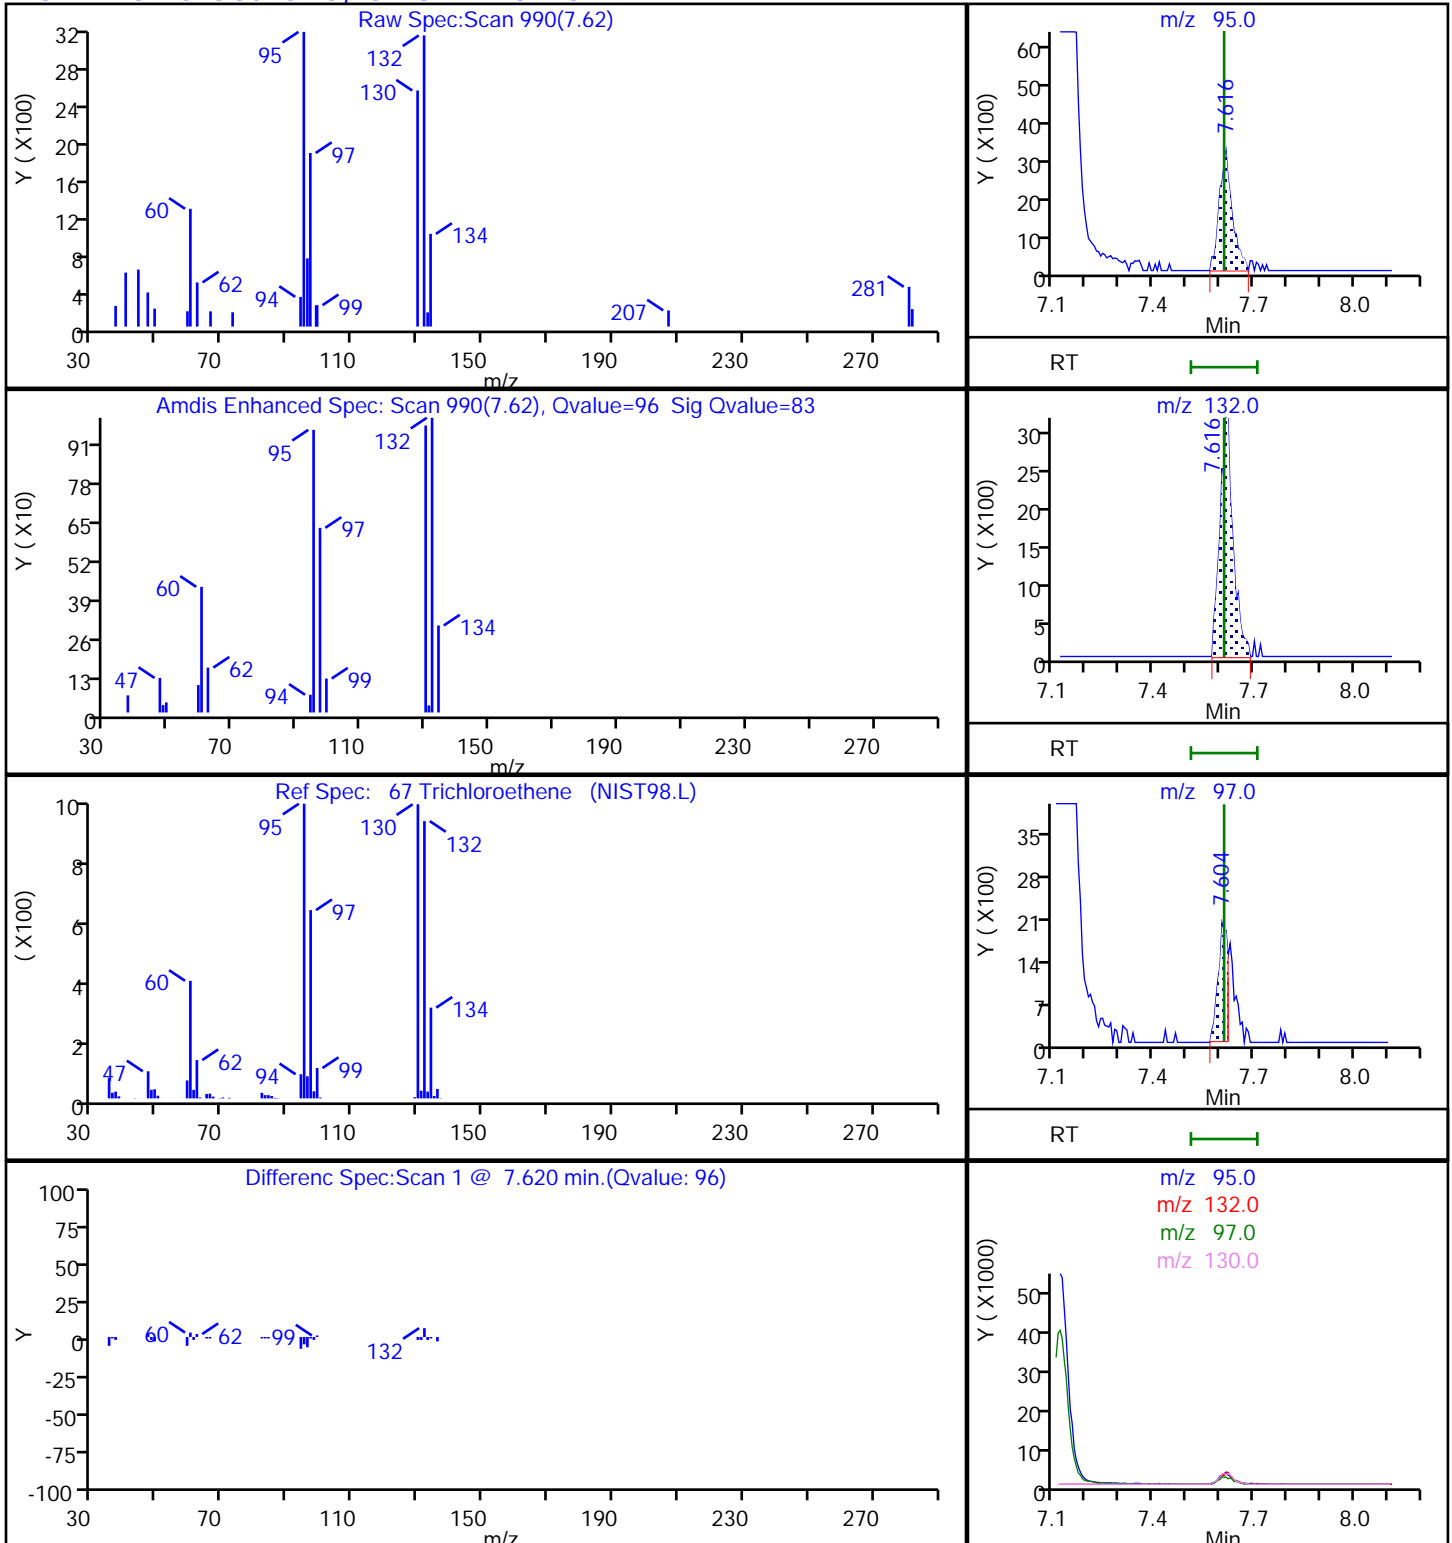 Raw Spec:Scan 990(7.62)
32
28
24
20
16
12
8
4
0
Y ( X100)
95
132
130
97
60
134
62
94
99
207
281
30 70 110 150 190 230 270
m/z
m/z 95.0
60
50
40
30
20
10
0
Y ( X100)
7.616
7.1 7.4 7.7 8.0
Min
RT
Amdis Enhanced Spec: Scan 990(7.62), Qvalue=96 Sig Qvalue=83
91
78
65
52
39
26
13
0
Y ( X10)
132
95
97
60
134
47
62
94
99
30 70 110 150 190 230 270
m/z
m/z 132.0
30
25
20
15
10
5
0
Y ( X100)
7.616
7.1 7.4 7.7 8.0
Min
RT
Ref Spec: 67 Trichloroethene (NIST98.L)
10
8
6
4
2
0
( X100)
95
130
132
97
60
134
47
62
94
99
30 70 110 150 190 230 270
m/z 97.0
35
28
21
14
7
0
Y ( X100)
7.604
7.1 7.4 7.7 8.0
Min
RT
Differenc Spec:Scan 1 @ 7.620 min.(Qvalue: 96)
100
75
50
25
0
-25
-50
-75
-100
Y
60
62
99
132
30 70 110 150 190 230 270
m/z
m/z 95.0
m/z 132.0
m/z 97.0
m/z 130.0
50
40
30
20
10
0
Y ( X1000)
7.1 7.4 7.7 8.0
Min